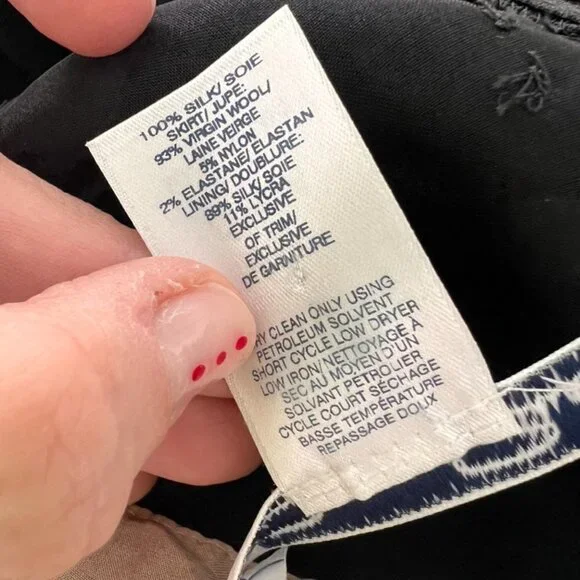 100% SILK/ SOIE
SKIRT/ JUPE:
93% VIRGIN WOOL/
LAINE VIERGE
5% NYLON
2% ELASTANE/ ELASTAN
LINING/ DOUBLURE:
89% SILK/ SOIE
11% LYCRA
EXCLUSIVE
OF TRIM/
EXCLUSIVE
DE GARNITURE
RY CLEAN ONLY USING
PETROLEUM SOLVENT
SHORT CYCLE LOW DRYER
LOW IRON/ NETTOYAGE À
SEC AU MOYEN D'UN
SOLVANT PETROLIER
CYCLE COURT SÉCHAGE
BASSE TEMPÉRATURE
REPASSAGE DOUX